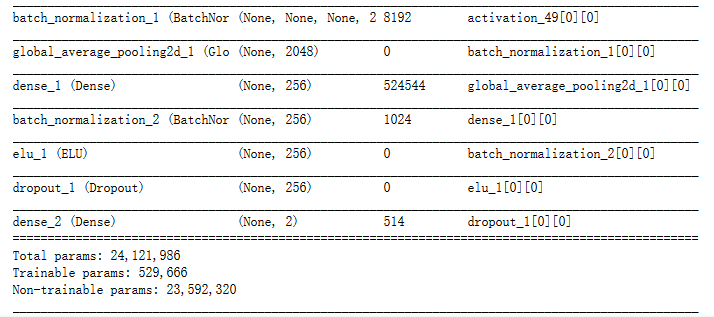 batch_normalization_1 (BatchNor (None, None, None, 2 8192 activation_49[0][0]
global_average_pooling2d_1 (Glo (None, 2048) 0 batch_normalization_1[0][0]
dense_1 (Dense) (None, 256) 524544 global_average_pooling2d_1[0][0]
batch_normalization_2 (BatchNor (None, 256) 1024 dense_1[0][0]
elu_1 (ELU) (None, 256) 0 batch_normalization_2[0][0]
dropout_1 (Dropout) (None, 256) 0 elu_1[0][0]
dense_2 (Dense) (None, 2) 514 dropout_1[0][0]
Total params: 24,121,986
Trainable params: 529,666
Non-trainable params: 23,592,320